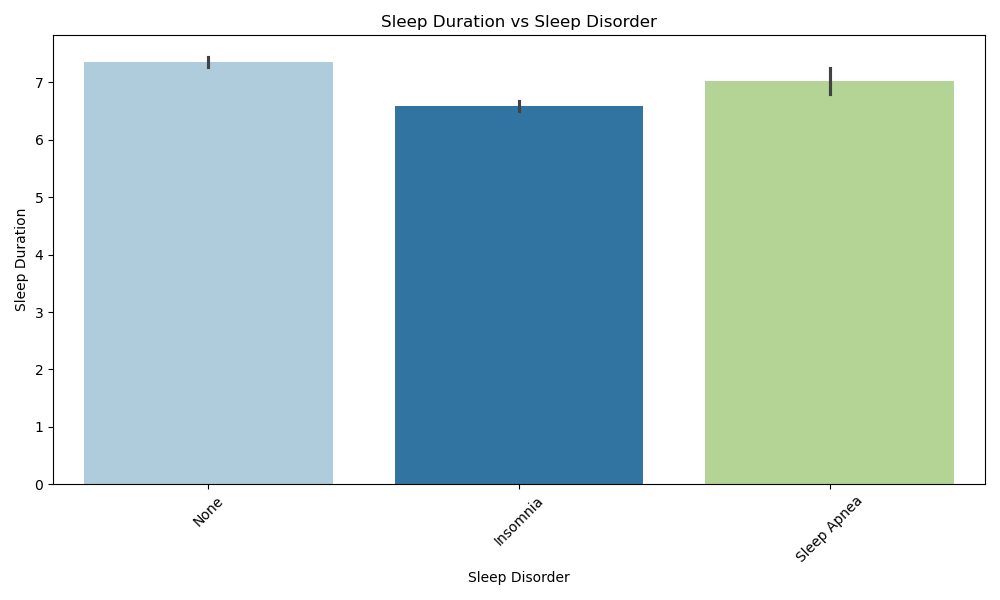 Sleep Duration vs Sleep Disorder
Sleep Duration
7
6
5
4
3
2
1
0
None
Insomnia
Sleep Apnea
Sleep Disorder